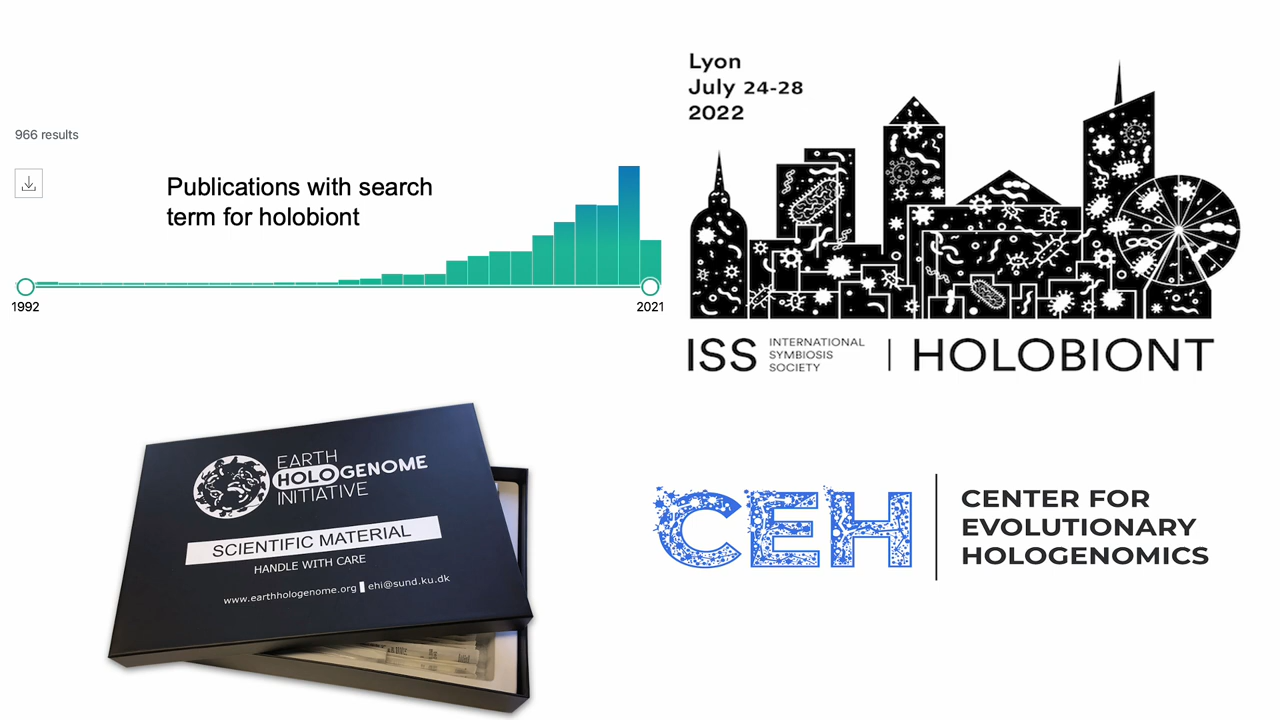 966 results
Publications with search
term for holobiont
1992
2021
Lyon
July 24-28
2022
ISS
INTERNATIONAL
SYMBIOSIS
SOCIETY
HOLOBIONT
EARTH
HOLOGENOME
INITIATIVE
SCIENTIFIC MATERIAL
HANDLE WITH CARE
www.earthhologenome.org ehi@sund.ku.dk
CEH
CENTER FOR
EVOLUTIONARY
HOLOGENOMICS